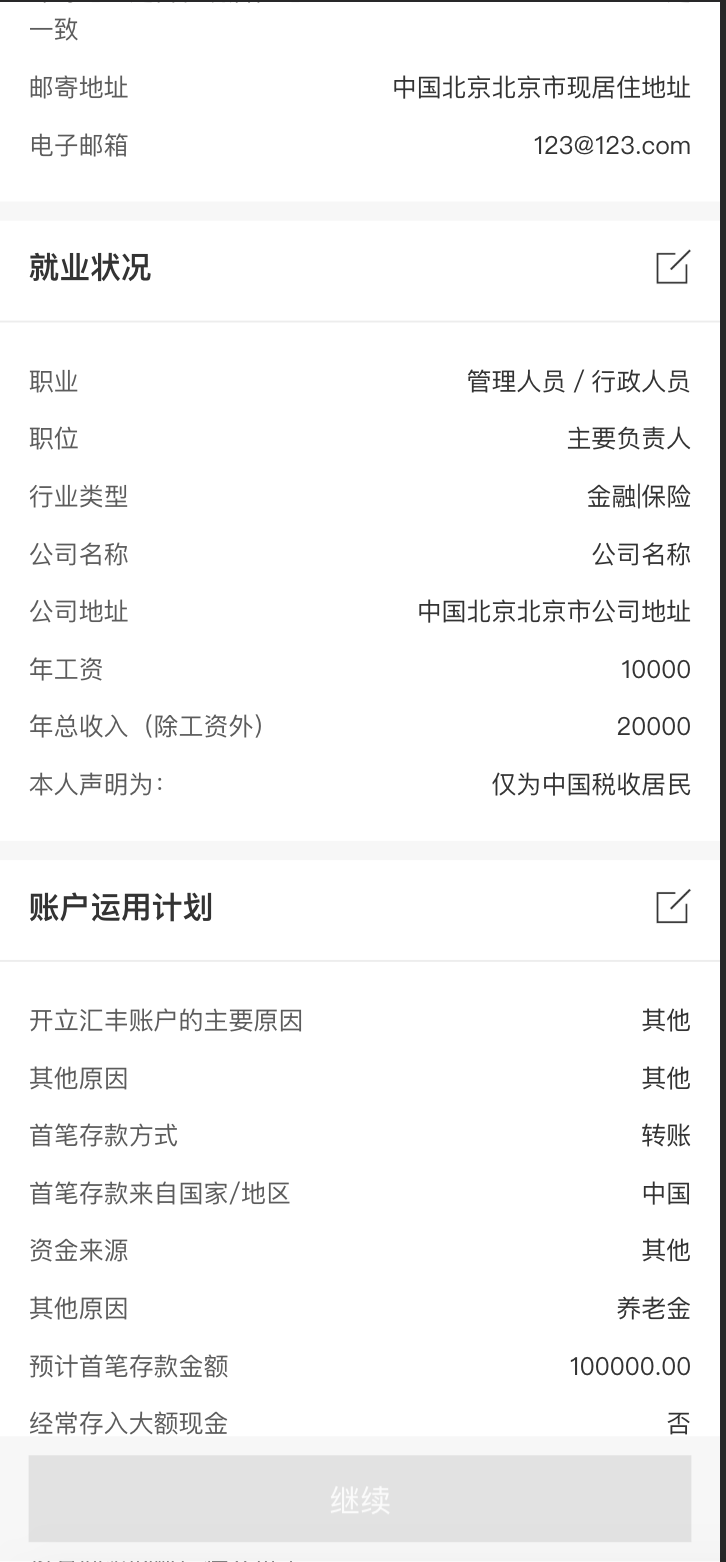 一致
邮寄地址 中国北京北京市现居住地址
电子邮箱 123@123.com
就业状况
职业 管理人员 / 行政人员
职位 主要负责人
行业类型 金融|保险
公司名称 公司名称
公司地址 中国北京北京市公司地址
年工资 10000
年总收入（除工资外） 20000
本人声明为： 仅为中国税收居民
账户运用计划
开立汇丰账户的主要原因 其他
其他原因 其他
首笔存款方式 转账
首笔存款来自国家/地区 中国
资金来源 其他
其他原因 养老金
预计首笔存款金额 100000.00
经常存入大额现金 否
继续